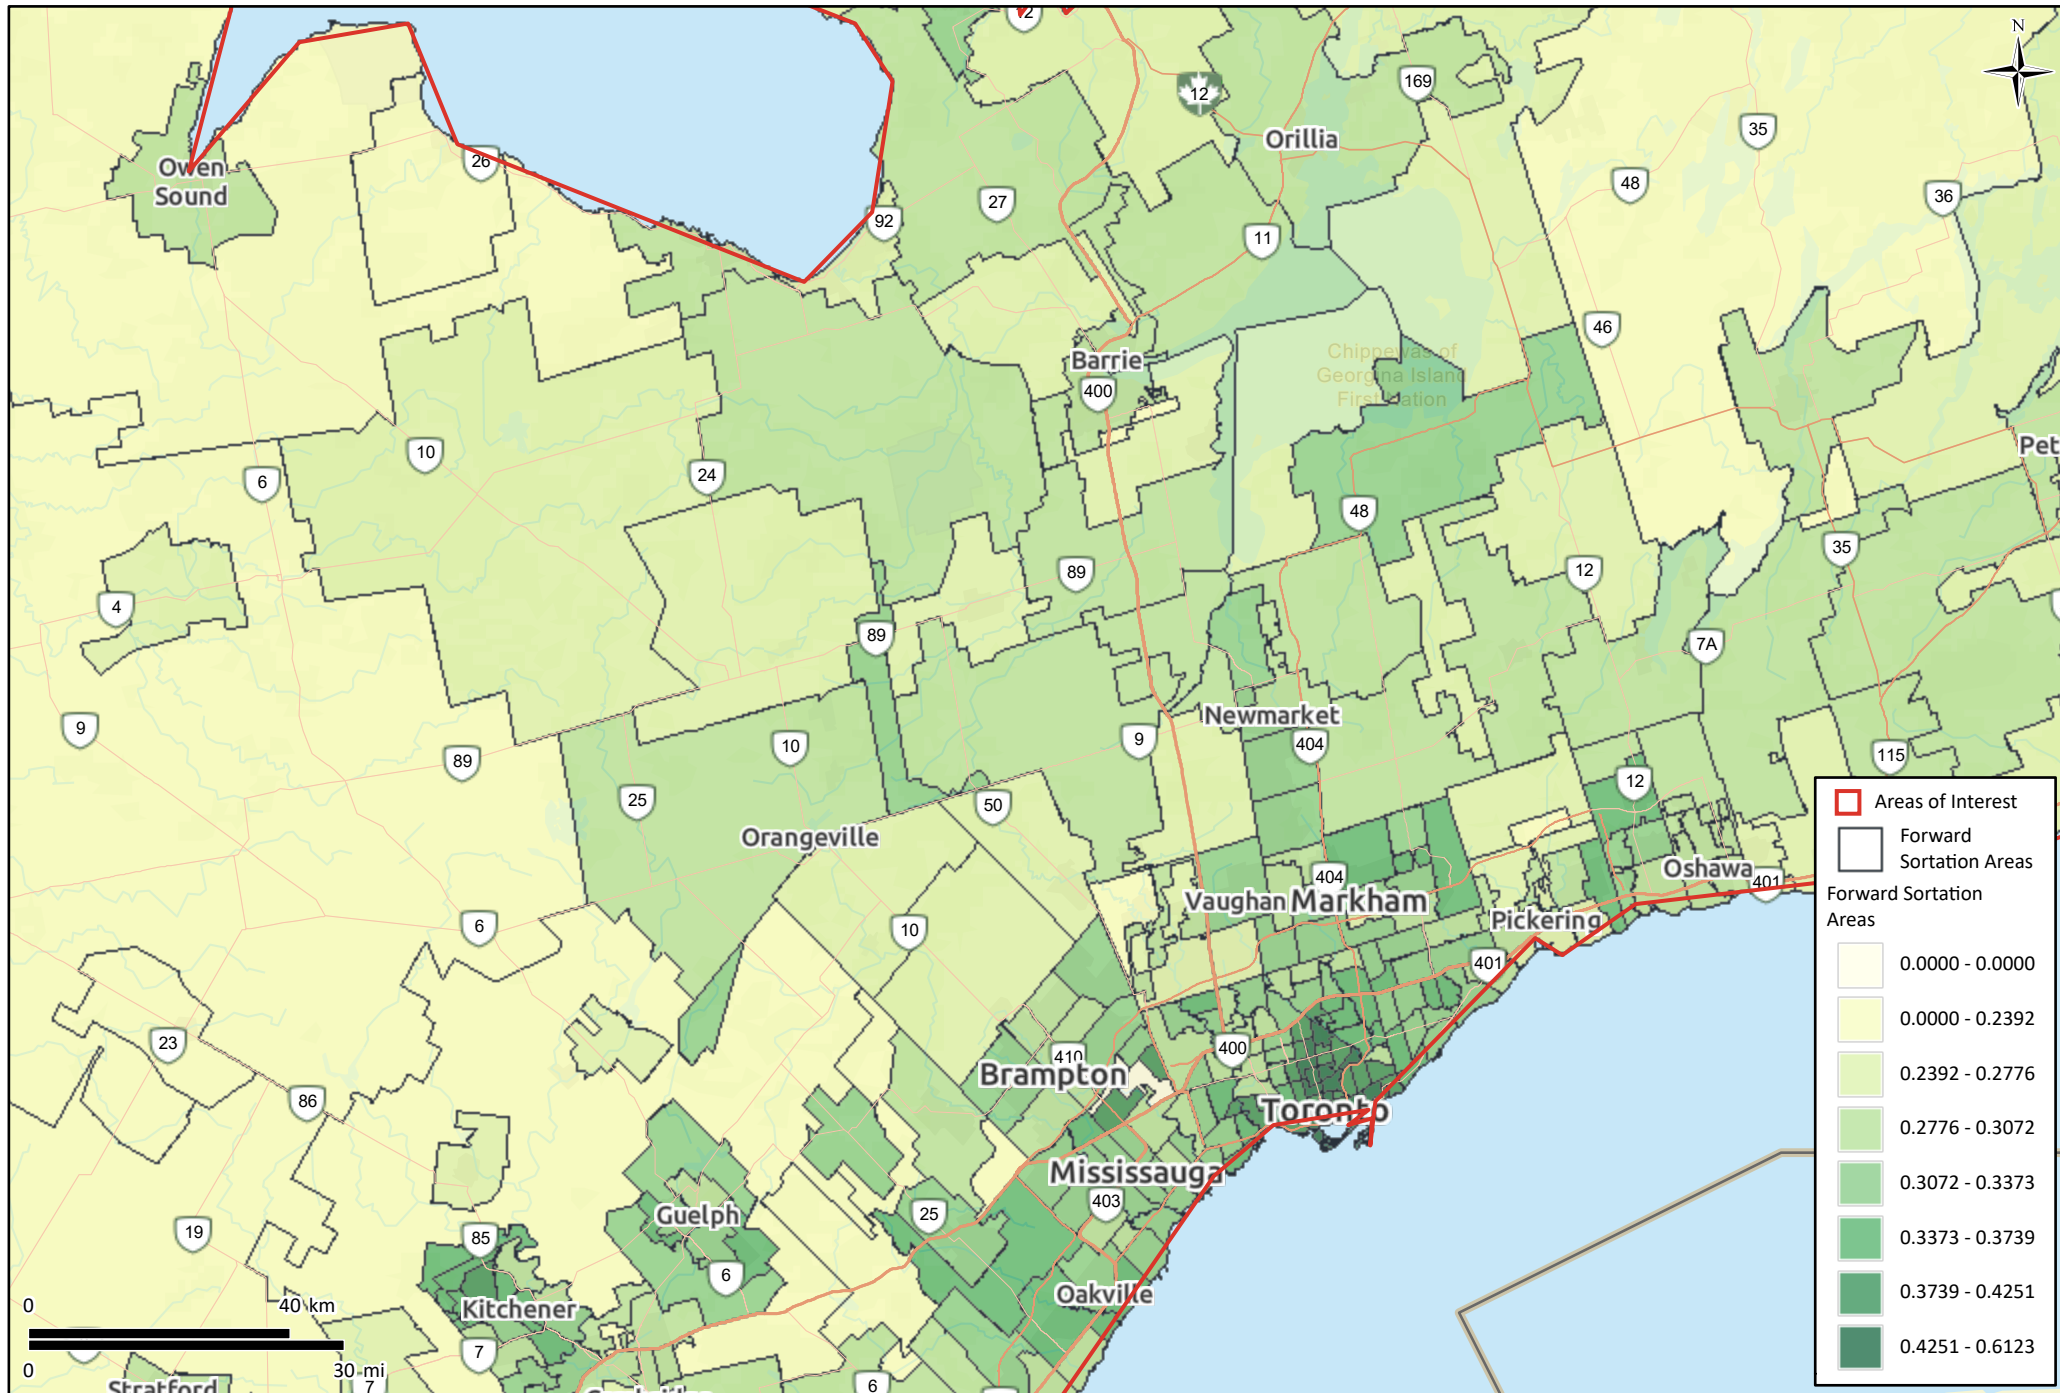 N
12
169
12
35
Orillia
Owen
Sound
26
48
36
27
92
11
46
Chippewas of
Georgina Island
First Nation
Barrie
400
10
24
6
Pet
48
35
89
12
4
89
7A
9
89
10
Newmarket
9
404
115
25
50
12
Orangeville
Oshawa
404
401
Vaughan
Markham
Pickering
6
10
401
23
410
400
Brampton
86
Toronto
Mississauga
403
Guelph
25
19
85
6
Oakville
Kitchener
7
7
6
Stratford
0
40 km
0
30 mi
Areas of Interest
Forward
Sortation Areas
Forward Sortation
Areas
0.0000 - 0.0000
0.0000 - 0.2392
0.2392 - 0.2776
0.2776 - 0.3072
0.3072 - 0.3373
0.3373 - 0.3739
0.3739 - 0.4251
0.4251 - 0.6123